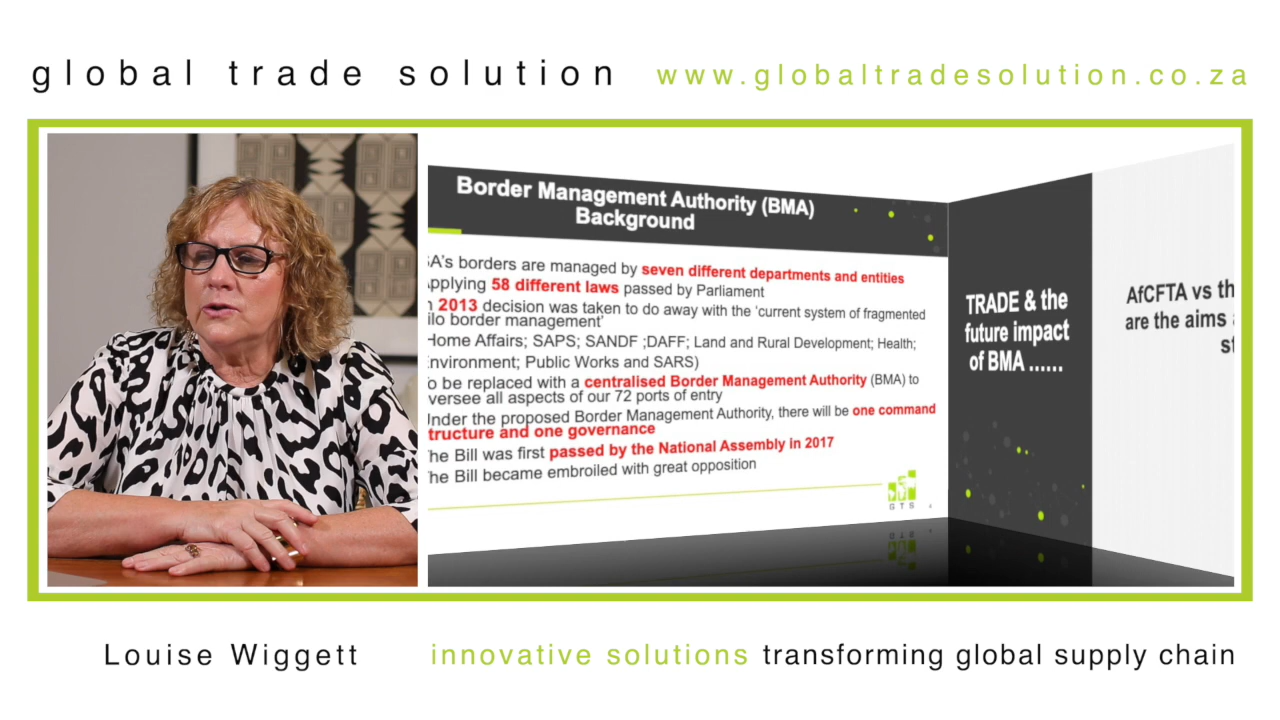 global trade solution www.globaltradesolution.co.za
Border Management Authority (BMA)
Background
A's borders are managed by seven different departments and entities
pplying 58 different laws passed by Parliament
2013 decision was taken to do away with the 'current system of fragmented
ilo border management'
Home Affairs; SAPS; SANDF ;DAFF; Land and Rural Development; Health;
nvironment; Public Works and SARS)
o be replaced with a centralised Border Management Authority (BMA) to
versee all aspects of our 72 ports of entry
Under the proposed Border Management Authority, there will be one command
tructure and one governance
he Bill was first passed by the National Assembly in 2017
he Bill became embroiled with great opposition
GTS
TRADE & the
future impact
of BMA ......
AfCFTA vs th
are the aims
st
Louise Wiggett
innovative solutions transforming global supply chain